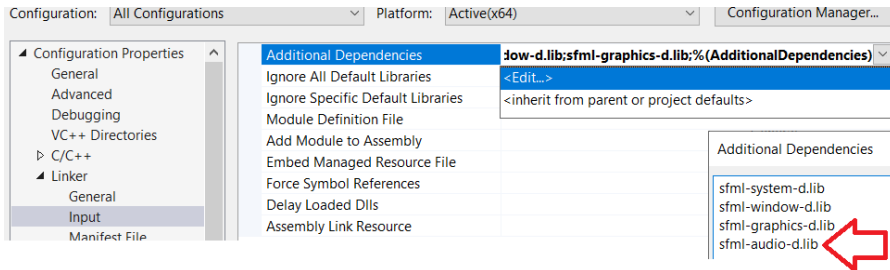 Configuration: All Configurations Platform: Active(x64) Configuration Manager...
Configuration Properties
General
Advanced
Debugging
VC++ Directories
C/C++
Linker
General
Input
Manifest File
Additional Dependencies dow-d.lib;sfml-graphics-d.lib;%(AdditionalDependencies)
Ignore All Default Libraries
Ignore Specific Default Libraries
Module Definition File
Add Module to Assembly
Embed Managed Resource File
Force Symbol References
Delay Loaded Dlls
Assembly Link Resource
<Edit...>
<inherit from parent or project defaults>
Additional Dependencies
sfml-system-d.lib
sfml-window-d.lib
sfml-graphics-d.lib
sfml-audio-d.lib